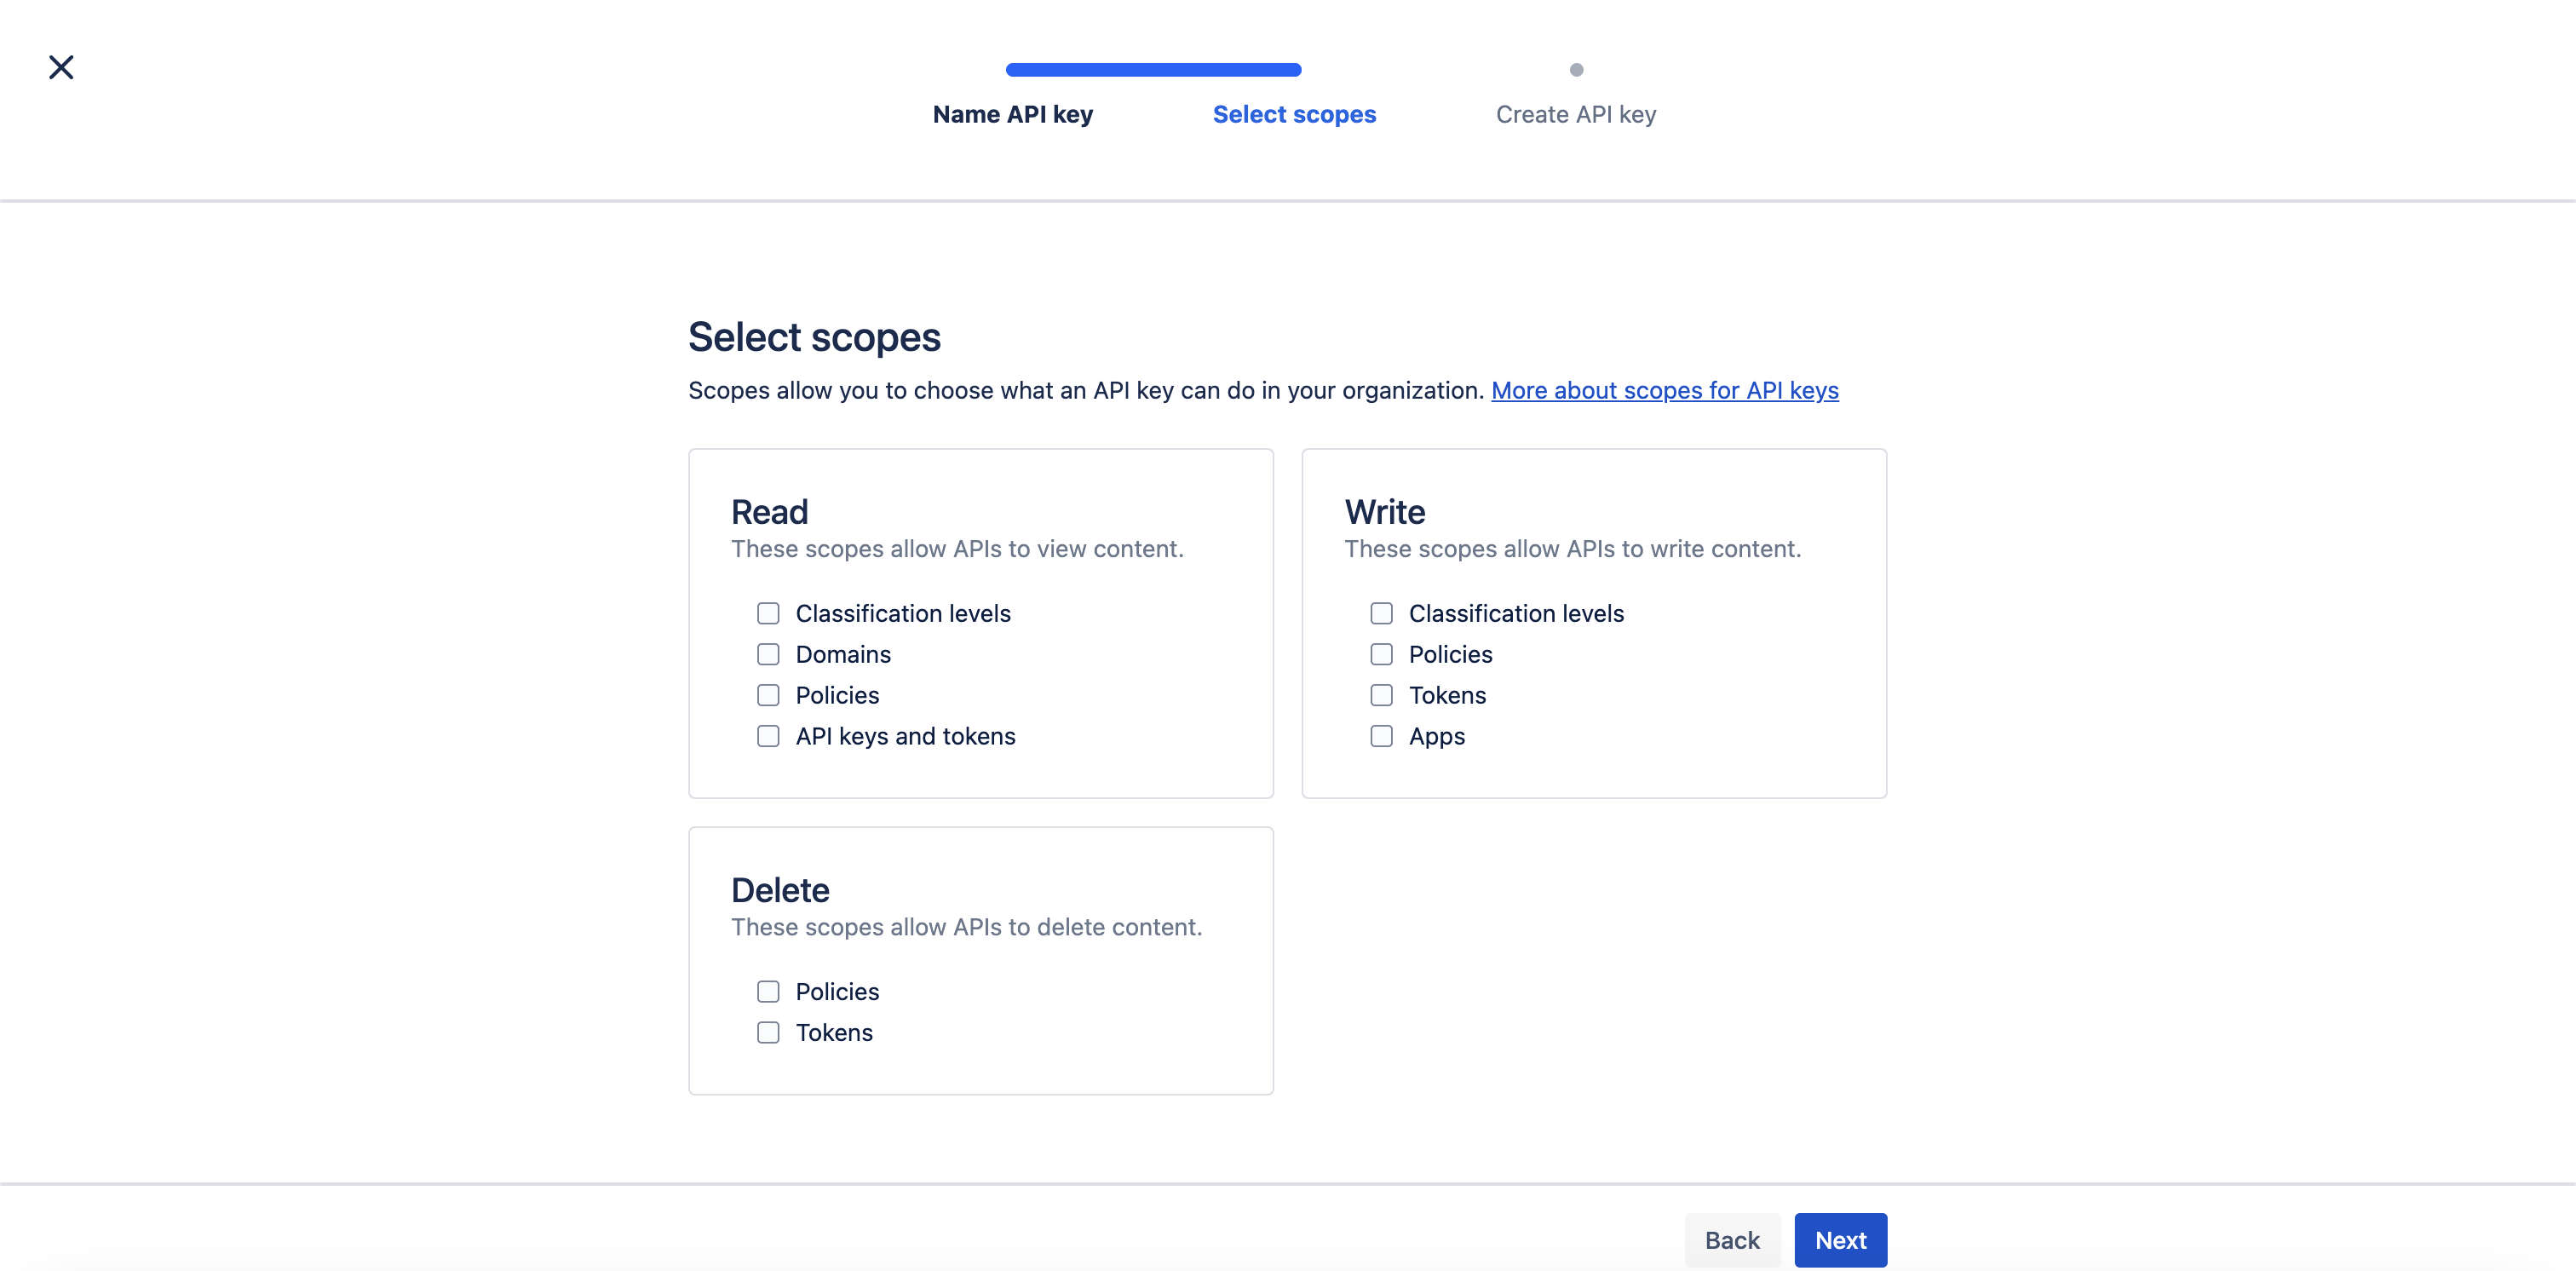 Name API key
Select scopes
Create API key
Select scopes
Scopes allow you to choose what an API key can do in your organization. More about scopes for API keys
Read
These scopes allow APIs to view content.
Classification levels
Domains
Policies
API keys and tokens
Write
These scopes allow APIs to write content.
Classification levels
Policies
Tokens
Apps
Delete
These scopes allow APIs to delete content.
Policies
Tokens
Back
Next